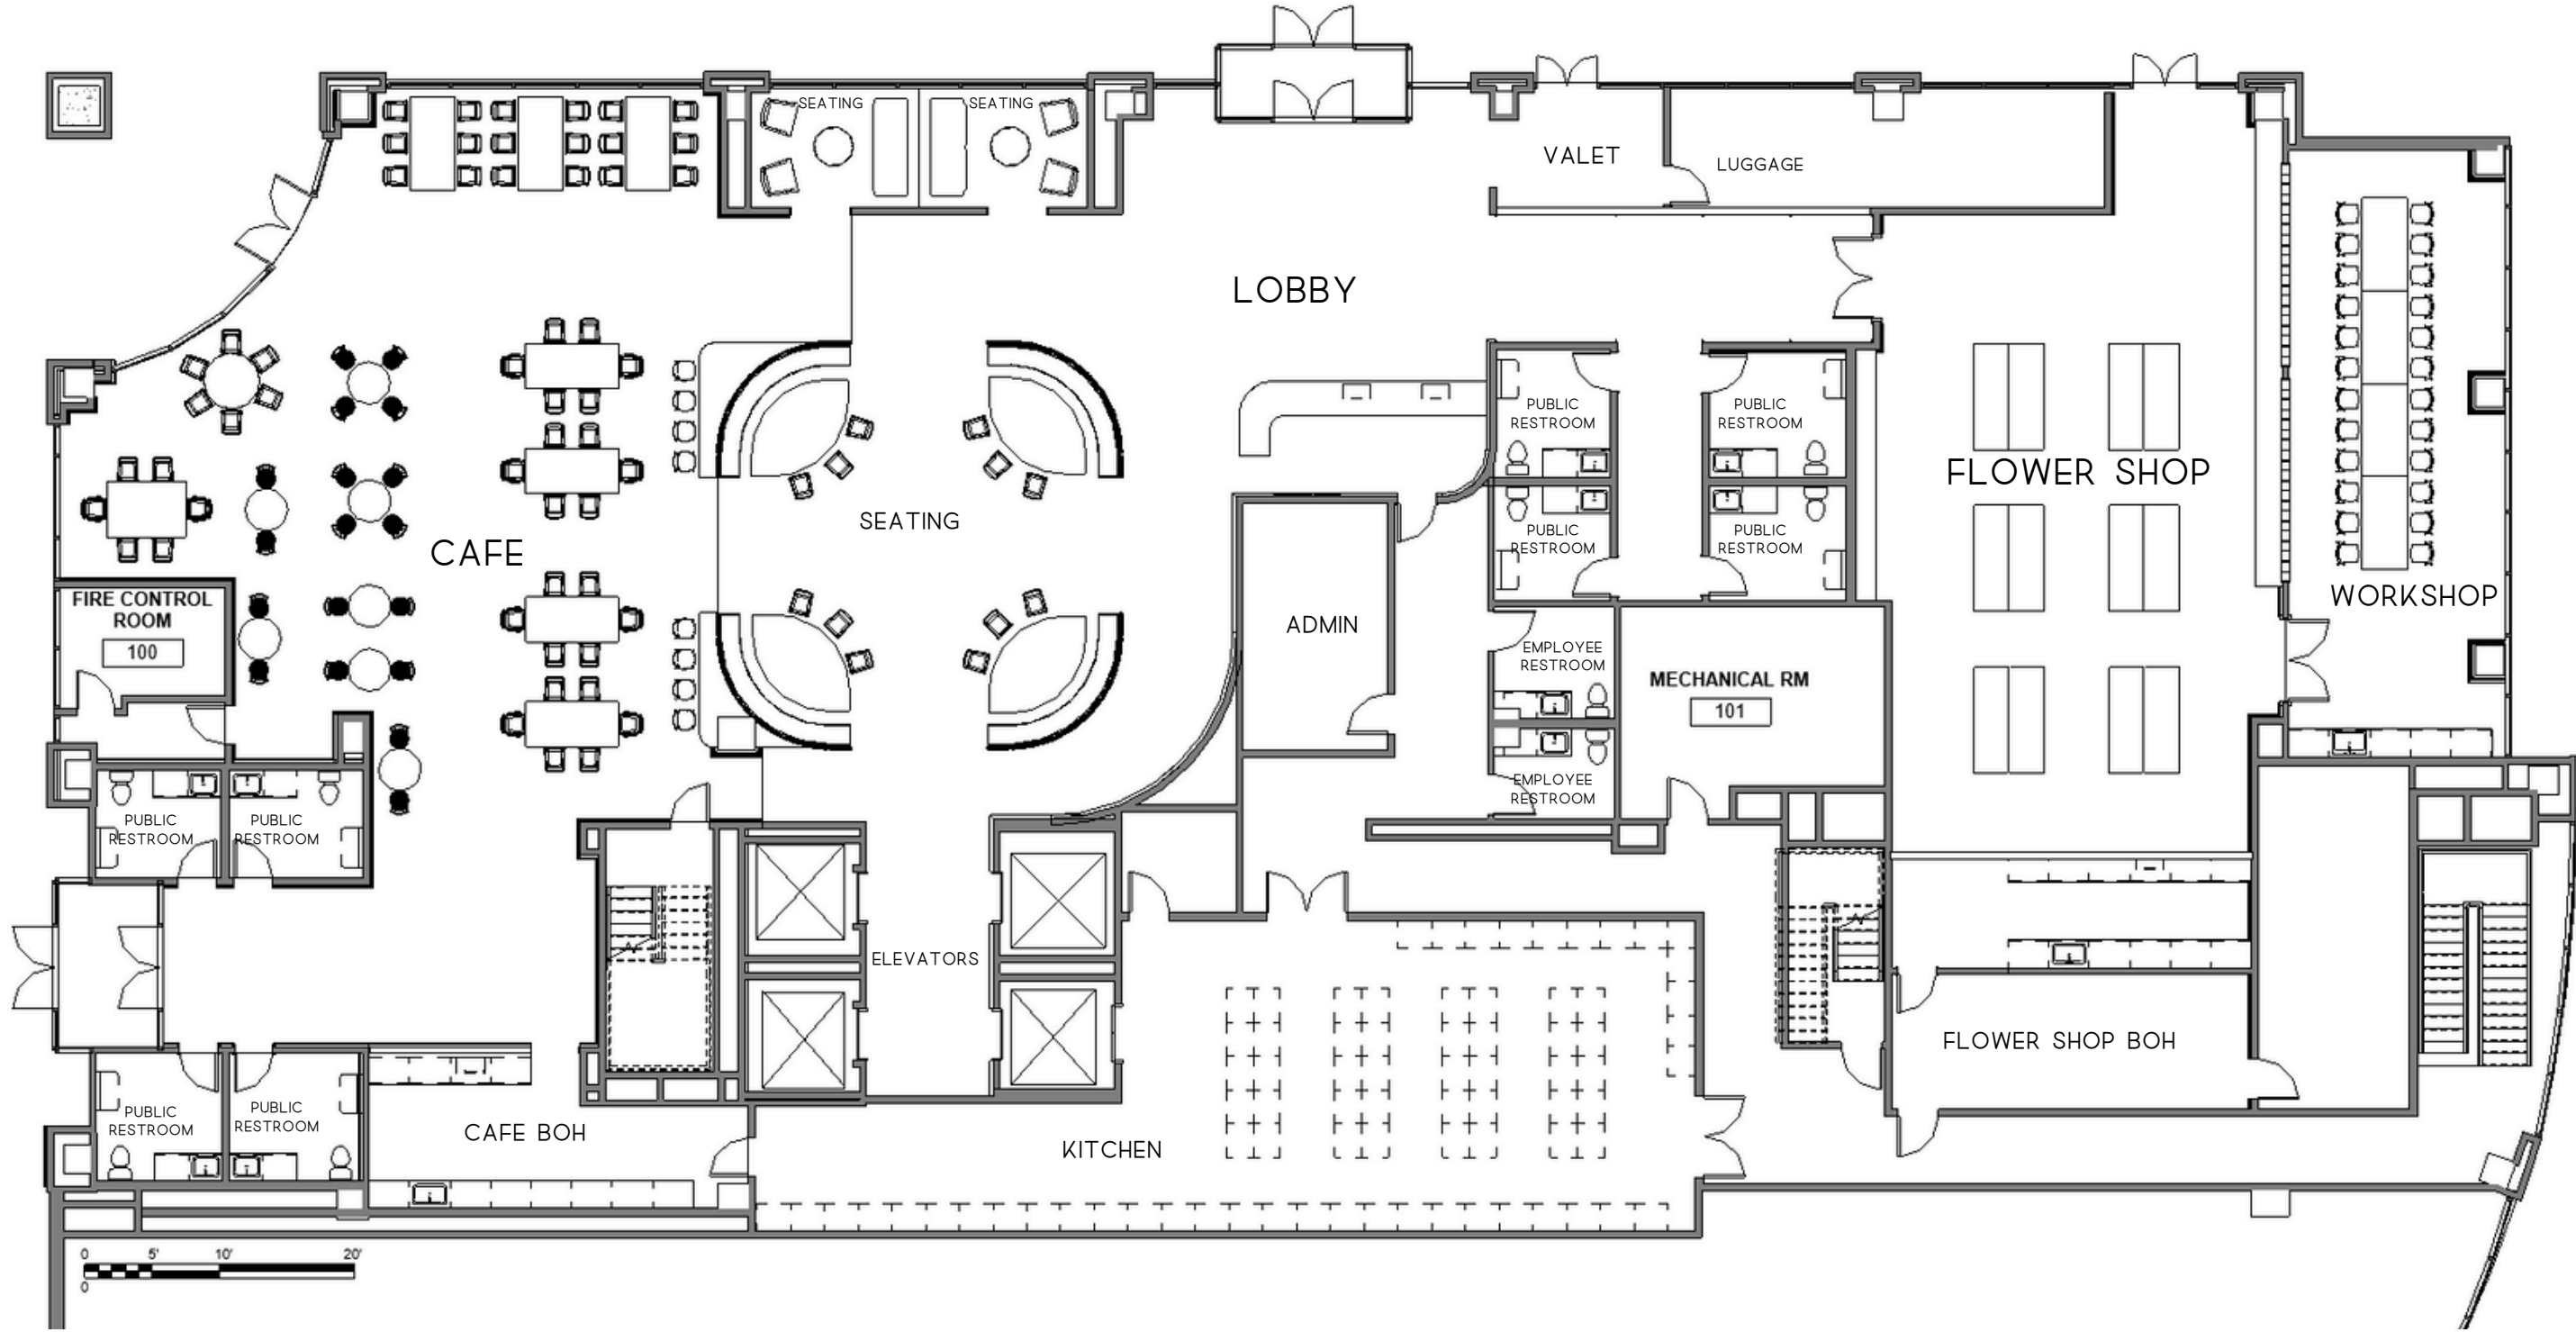 SEATING
SEATING
VALET
LUGGAGE
LOBBY
PUBLIC
RESTROOM
PUBLIC
RESTROOM
FLOWER SHOP
SEATING
CAFE
PUBLIC
RESTROOM
PUBLIC
RESTROOM
WORKSHOP
FIRE CONTROL
ROOM
100
ADMIN
EMPLOYEE
RESTROOM
MECHANICAL RM
101
EMPLOYEE
RESTROOM
PUBLIC
RESTROOM
PUBLIC
RESTROOM
ELEVATORS
FLOWER SHOP BOH
PUBLIC
RESTROOM
PUBLIC
RESTROOM
CAFE BOH
KITCHEN
0 5' 10' 20'
0